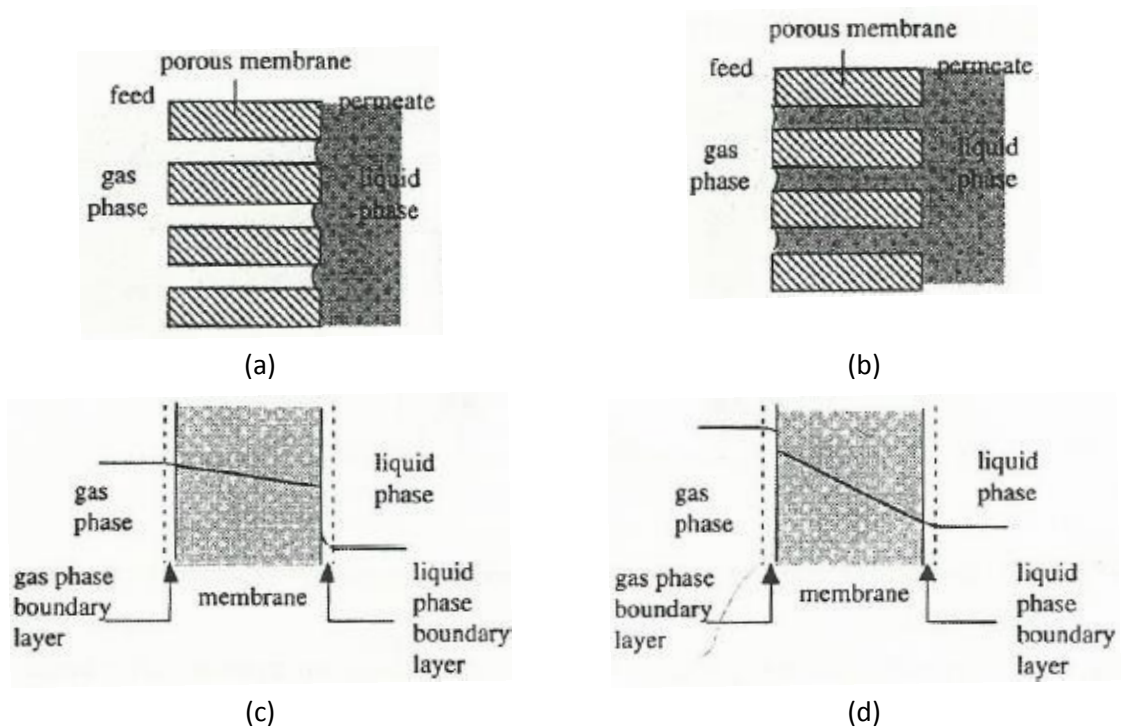 porous membrane
feed
permeate
gas
phase
liquid
phase
(a)
porous membrane
feed
permeate
gas
phase
liquid
phase
(b)
gas
phase
liquid
phase
gas phase
boundary
layer
membrane
liquid
phase
boundary
layer
(c)
gas
phase
liquid
phase
gas phase
boundary
layer
membrane
liquid
phase
boundary
layer
(d)